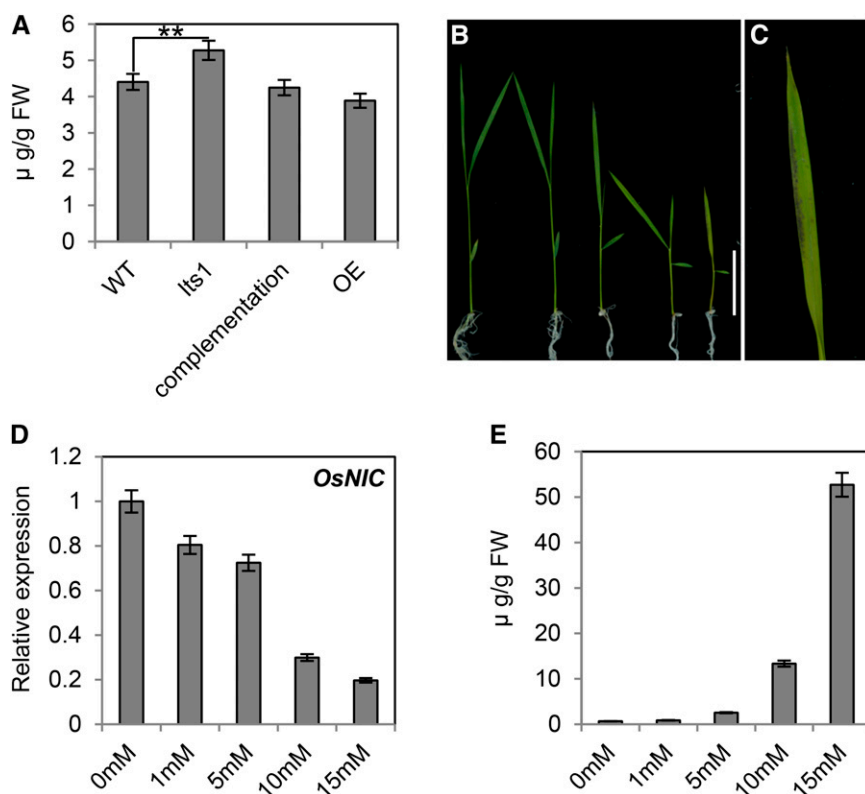 A
6
5
4
3
2
1
0
µ g/g FW
**
WT
lts1
complementation
OE
B
C
D
1.2
1
0.8
0.6
0.4
0.2
0
Relative expression
OsNIC
0mM
1mM
5mM
10mM
15mM
E
60
50
40
30
20
10
0
µ g/g FW
0mM
1mM
5mM
10mM
15mM